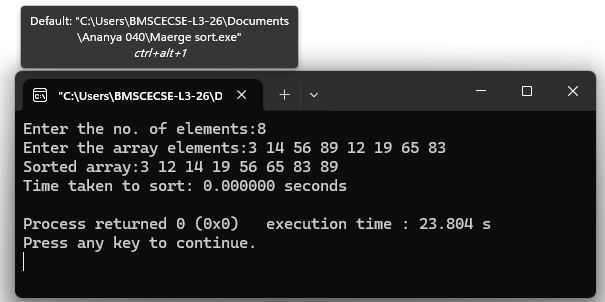 Default: "C:\Users\BMSCECSE-L3-26\Documents
\Ananya 040\Maerge sort.exe"
ctrl+alt+1
"C:\Users\BMSCECSE-L3-26\D
Enter the no. of elements:8
Enter the array elements:3 14 56 89 12 19 65 83
Sorted array:3 12 14 19 56 65 83 89
Time taken to sort: 0.000000 seconds
Process returned 0 (0x0)   execution time : 23.804 s
Press any key to continue.